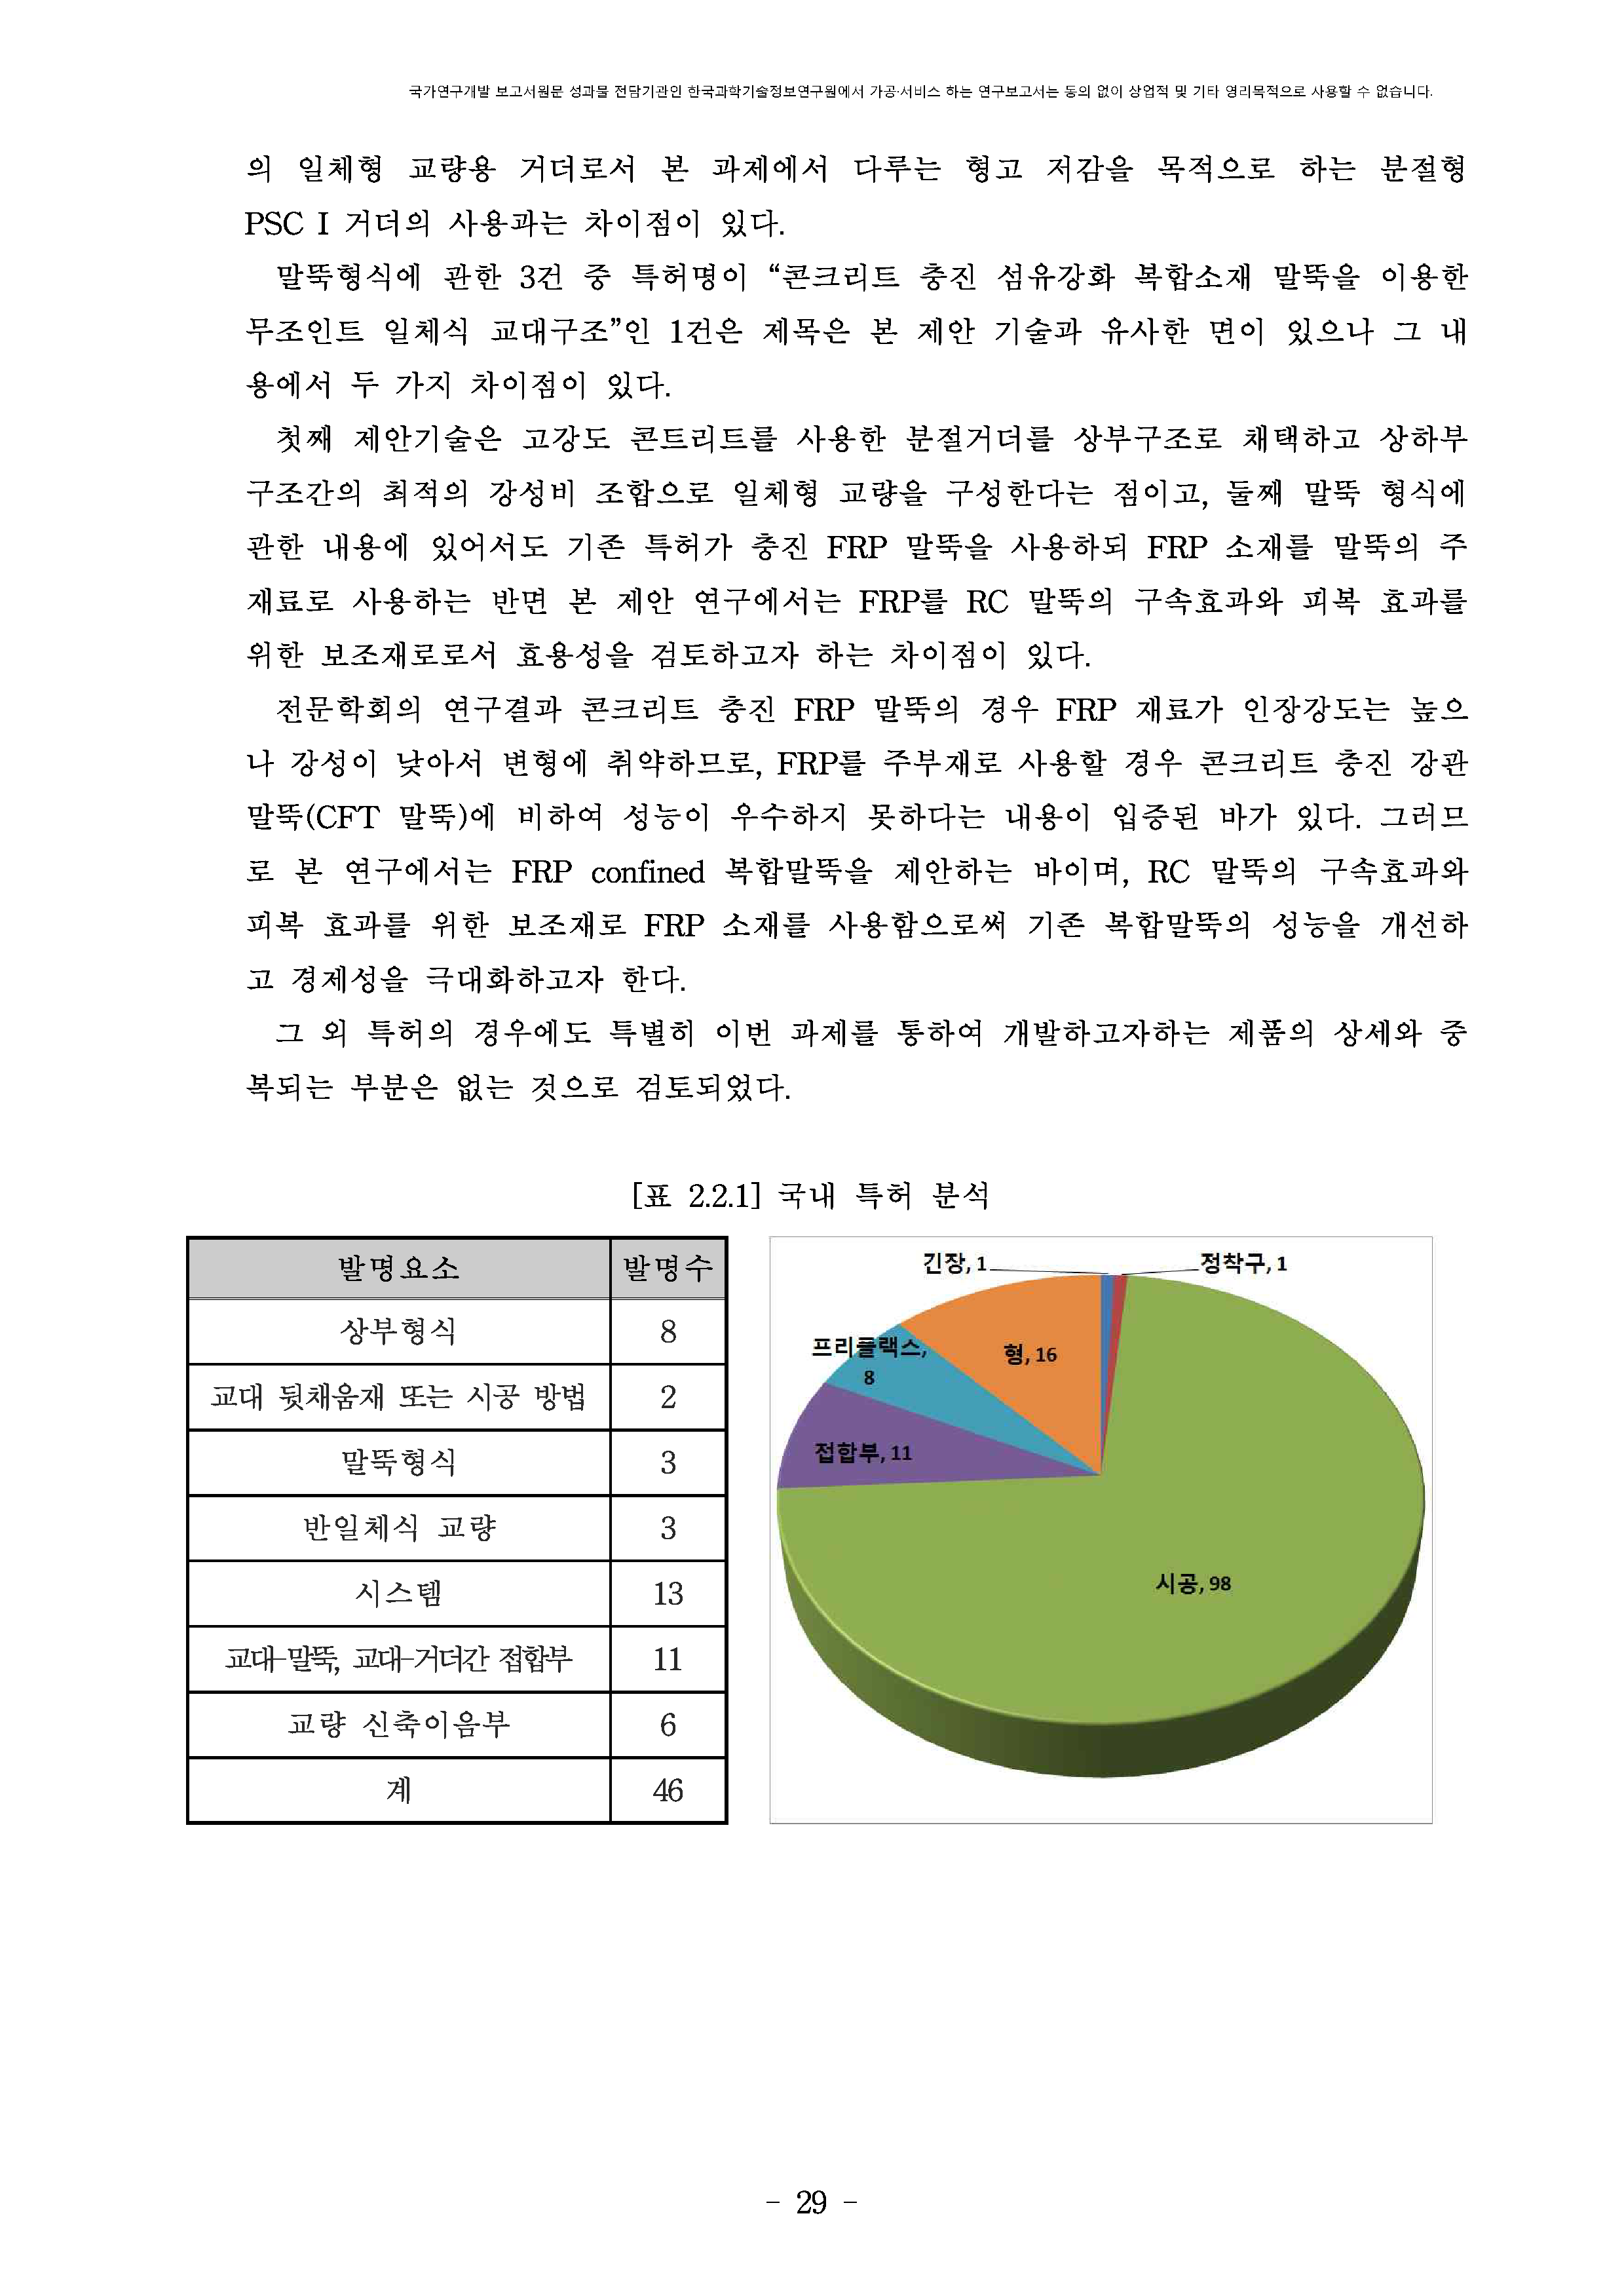 국가연구개발 보고서원문 성과물 전담기관인 한국과학기술정보연구원에서 가공·서비스 하는 연구보고서는 동의 없이 상업적 및 기타 영리목적으로 사용할 수 없습니다.
의 일체형 교량용 거더로서 본 과제에서 다루는 형고 저감을 목적으로 하는 분절형
PSC I 거더의 사용과는 차이점이 있다.
말뚝형식에 관한 3건 중 특허명이 “콘크리트 충진 섬유강화 복합소재 말뚝을 이용한
무조인트 일체식 교대구조”인 1건은 제목은 본 제안 기술과 유사한 면이 있으나 그 내
용에서 두 가지 차이점이 있다.
첫째 제안기술은 고강도 콘트리트를 사용한 분절거더를 상부구조로 채택하고 상하부
구조간의 최적의 강성비 조합으로 일체형 교량을 구성한다는 점이고, 둘째 말뚝 형식에
관한 내용에 있어서도 기존 특허가 충진 FRP 말뚝을 사용하되 FRP 소재를 말뚝의 주
재료로 사용하는 반면 본 제안 연구에서는 FRP를 RC 말뚝의 구속효과와 피복 효과를
위한 보조재로로서 효용성을 검토하고자 하는 차이점이 있다.
전문학회의 연구결과 콘크리트 충진 FRP 말뚝의 경우 FRP 재료가 인장강도는 높으
나 강성이 낮아서 변형에 취약하므로, FRP를 주부재로 사용할 경우 콘크리트 충진 강관
말뚝(CFT 말뚝)에 비하여 성능이 우수하지 못하다는 내용이 입증된 바가 있다. 그러므
로 본 연구에서는 FRP confined 복합말뚝을 제안하는 바이며, RC 말뚝의 구속효과와
피복 효과를 위한 보조재로 FRP 소재를 사용함으로써 기존 복합말뚝의 성능을 개선하
고 경제성을 극대화하고자 한다.
그 외 특허의 경우에도 특별히 이번 과제를 통하여 개발하고자하는 제품의 상세와 중
복되는 부분은 없는 것으로 검토되었다.
[표 2.2.1] 국내 특허 분석
발명요소 발명수
상부형식 8
교대 뒷채움재 또는 시공 방법 2
말뚝형식 3
반일체식 교량 3
시스템 13
교대-말뚝, 교대-거더간 접합부 11
교량 신축이음부 6
계 46
긴장, 1
정착구, 1
프리플랙스,
8
형, 16
접합부, 11
시공, 98
- 29 -